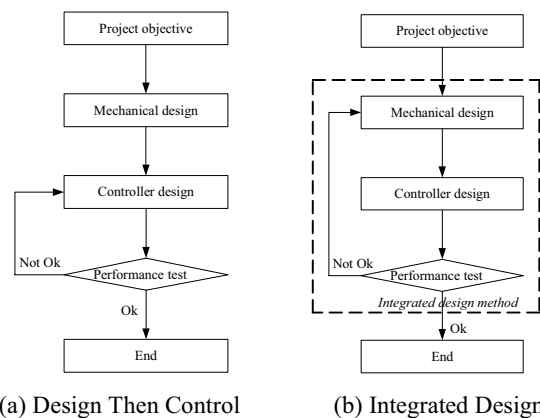 Project objective
Mechanical design
Controller design
Not Ok
Performance test
Ok
End
(a) Design Then Control
Project objective
Mechanical design
Controller design
Not Ok
Performance test
Integrated design method
Ok
End
(b) Integrated Design